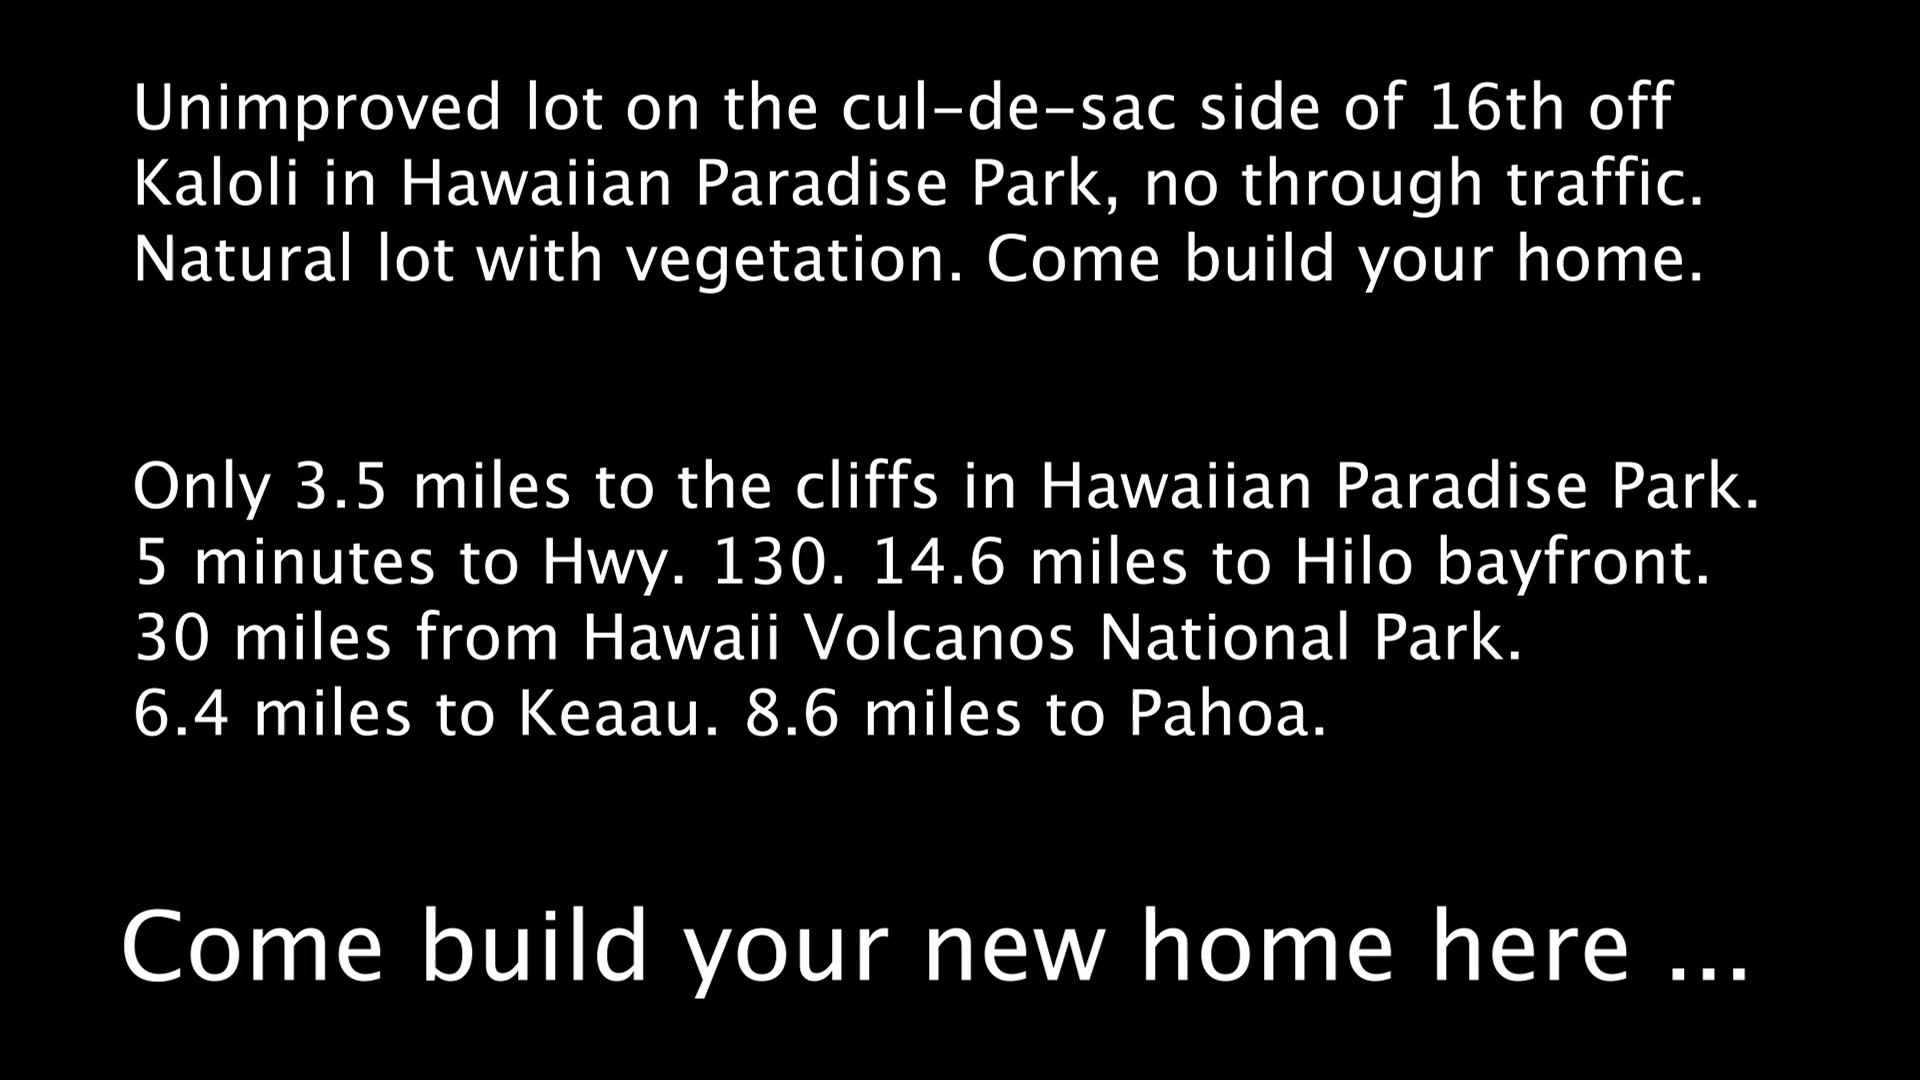 Unimproved lot on the cul-de-sac side of 16th off
Kaloli in Hawaiian Paradise Park, no through traffic.
Natural lot with vegetation. Come build your home.
Only 3.5 miles to the cliffs in Hawaiian Paradise Park.
5 minutes to Hwy. 130. 14.6 miles to Hilo bayfront.
30 miles from Hawaii Volcanos National Park.
6.4 miles to Keaau. 8.6 miles to Pahoa.
Come build your new home here ...